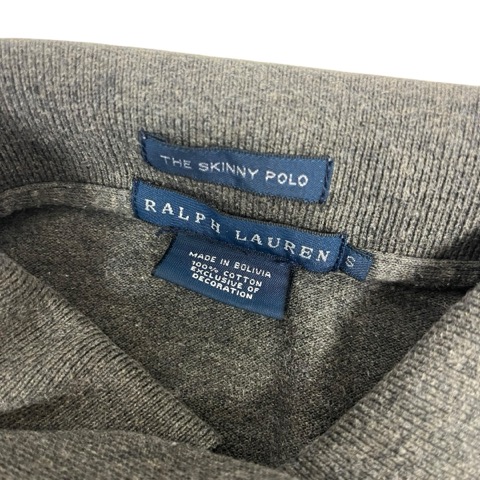 THE SKINNY POLO
RALPH LAUREN
S
MADE IN BOLIVIA
100% COTTON
EXCLUSIVE OF
DECORATION